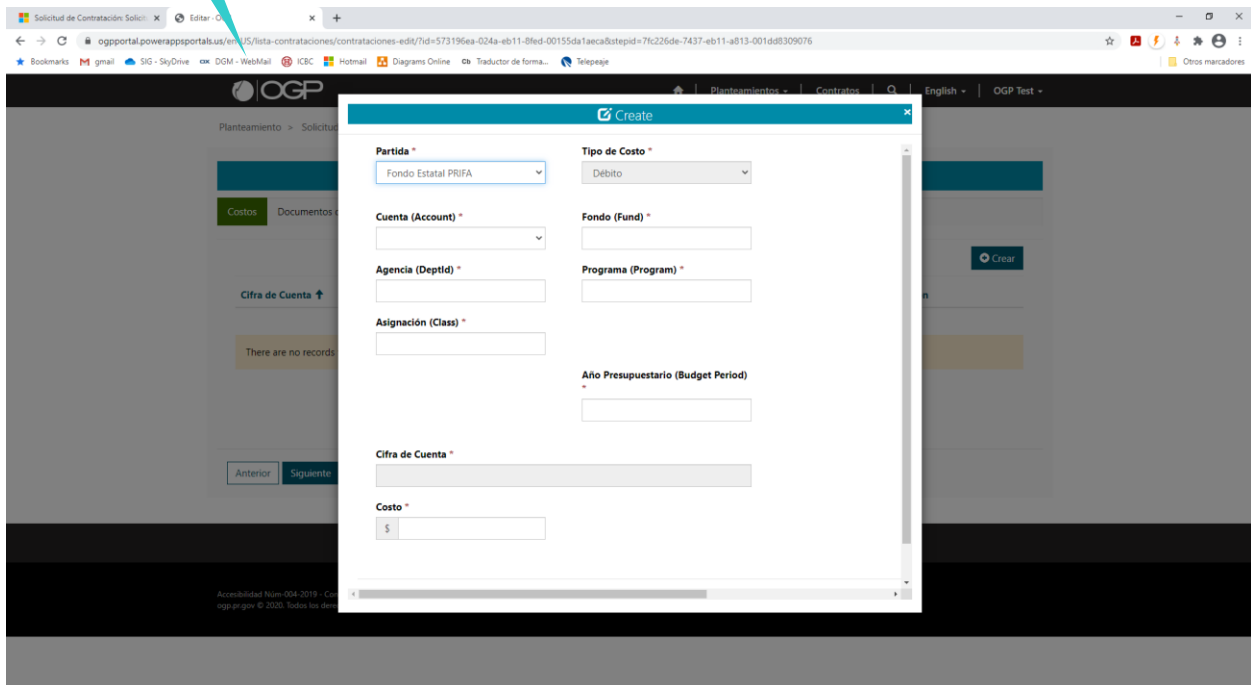 Solicitud de Contratación: Solicit
Editar - O
ogpportal.powerappsportals.us/en-US/lista-contrataciones/contrataciones-edit/?id=573196ea-024a-eb11-8fed-00155da1aeca&stepid=7fc226de-7437-eb11-a813-001dd8309076
Bookmarks gmail SIG - SkyDrive DGM - WebMail ICBC Hotmail Diagrams Online Traductor de forma... Telepeaje Otros marcadores
OGP Planteamientos Contratos English OGP Test
Planteamiento > Solicitud
Create
Partida * Tipo de Costo *
Fondo Estatal PRIFA Débito
Costos Documentos
Cuenta (Account) * Fondo (Fund) *
Crear
Agencia (DeptId) * Programa (Program) *
Cifra de Cuenta
n
Asignación (Class) *
There are no records
Año Presupuestario (Budget Period)
*
Cifra de Cuenta *
Anterior Siguiente
Costo *
$
Accesibilidad Núm-004-2019 - Con
ogp.pr.gov © 2020. Todos los dere